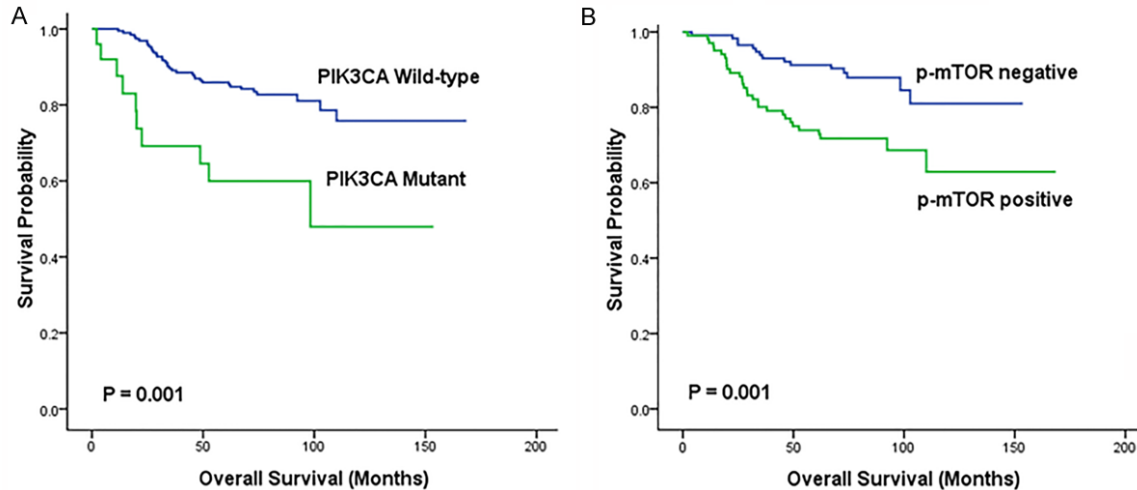 A
1.0
0.8
0.6
0.4
0.2
0.0
Survival Probability
PIK3CA Wild-type
PIK3CA Mutant
P = 0.001
0
50
100
150
200
Overall Survival (Months)
B
1.0
0.8
0.6
0.4
0.2
0.0
Survival Probability
p-mTOR negative
p-mTOR positive
P = 0.001
0
50
100
150
200
Overall Survival (Months)